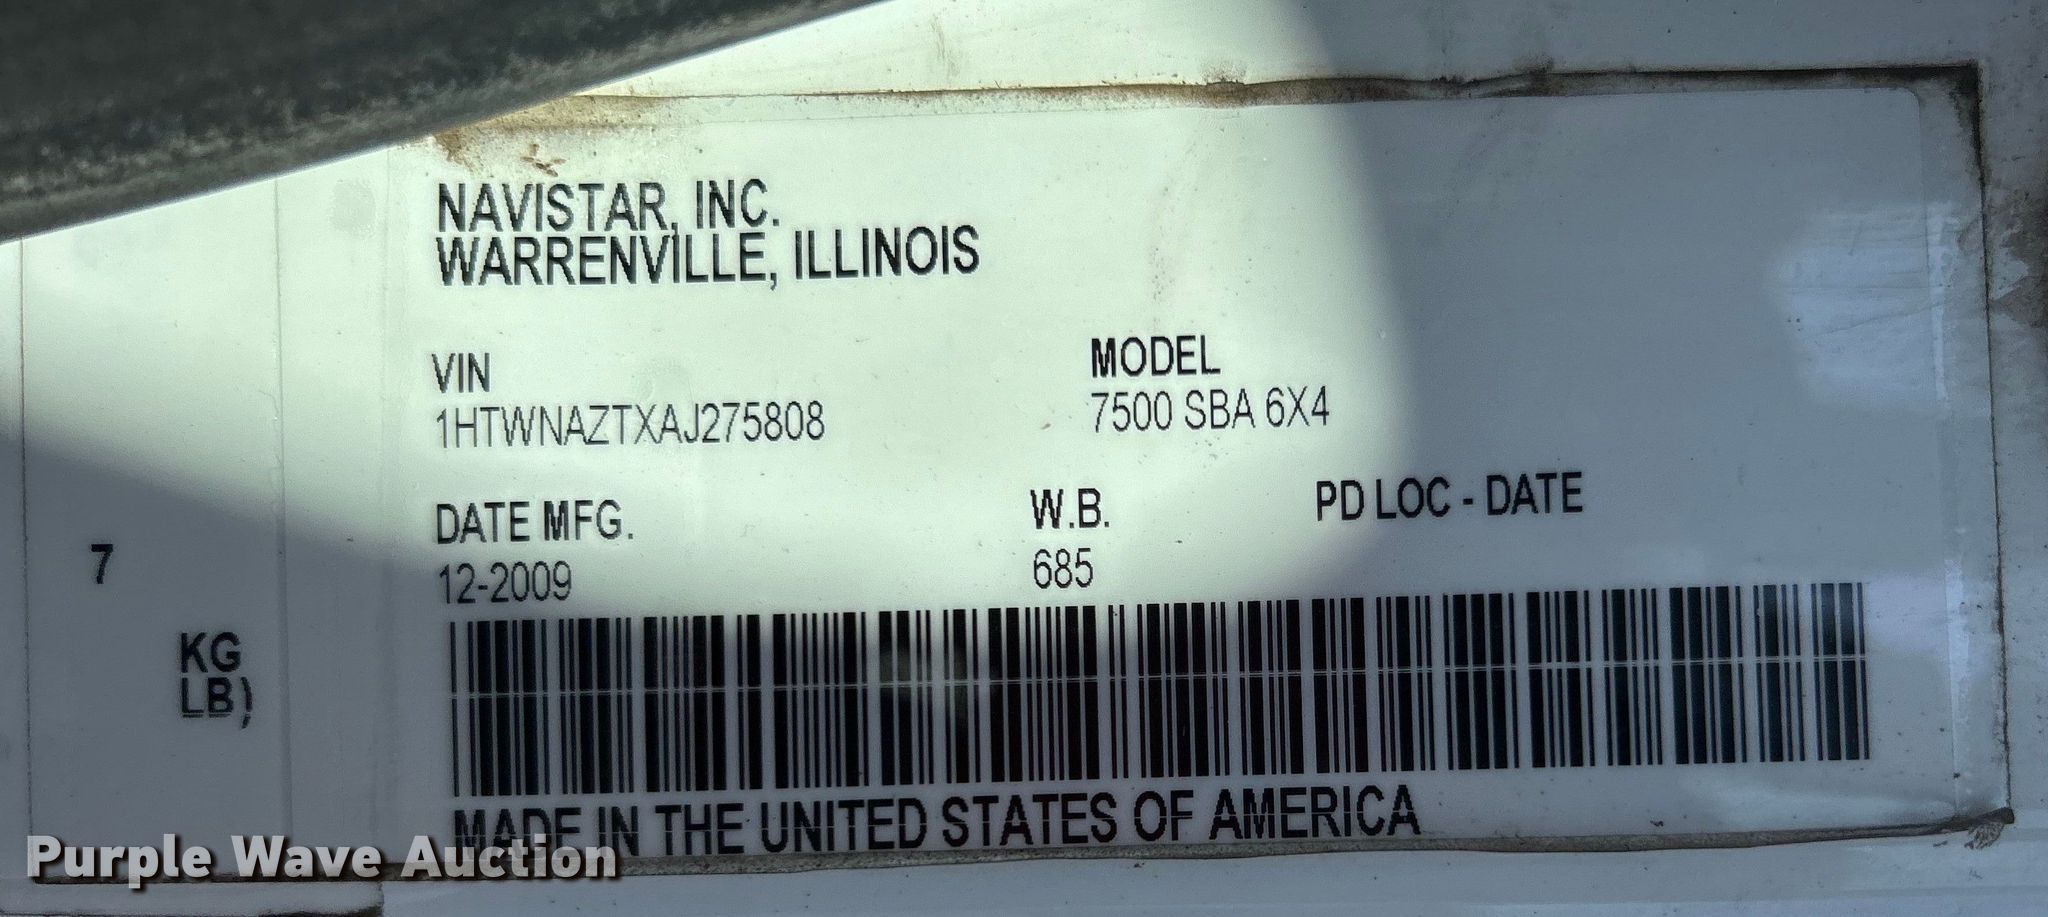 NAVISTAR, INC.
WARRENVILLE, ILLINOIS
VIN
1HTWNAZTXAJ275808
MODEL
7500 SBA 6X4
DATE MFG.
12-2009
W.B.
685
PD LOC - DATE
7
KG
LB)
MADE IN THE UNITED STATES OF AMERICA
Purple Wave Auction